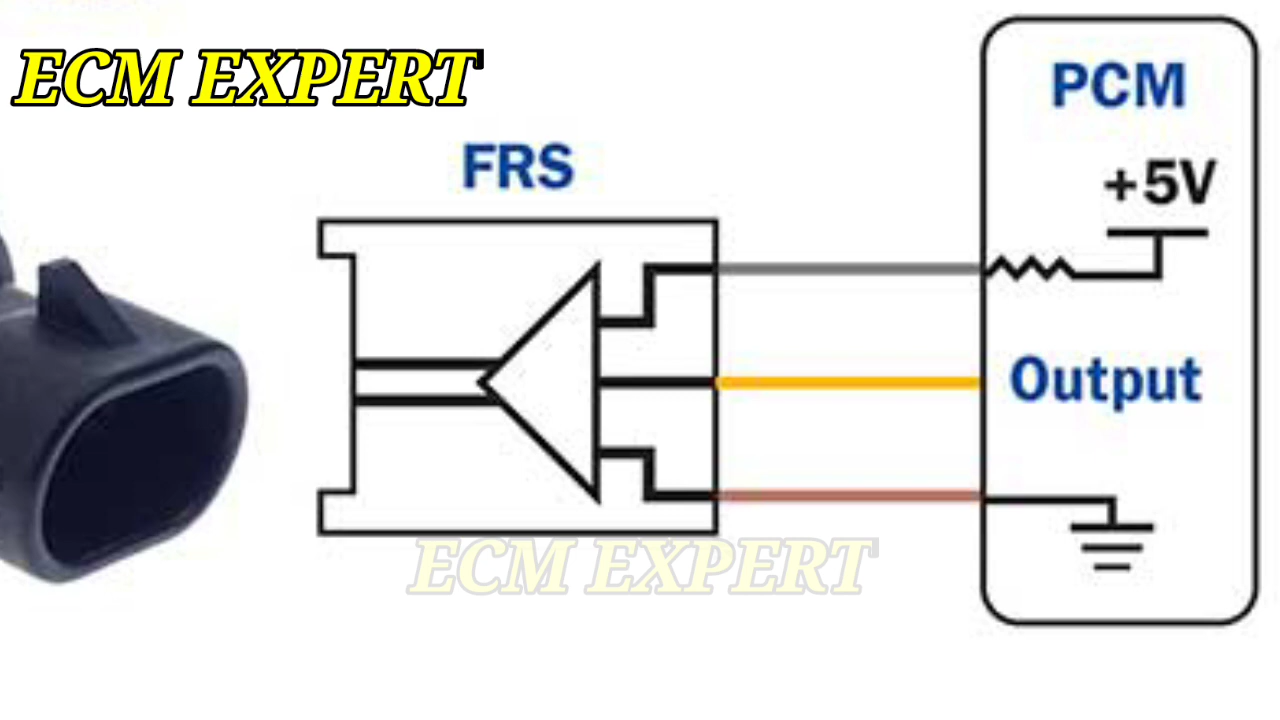 ECM EXPERT
PCM
+5V
FRS
Output
ECM EXPERT